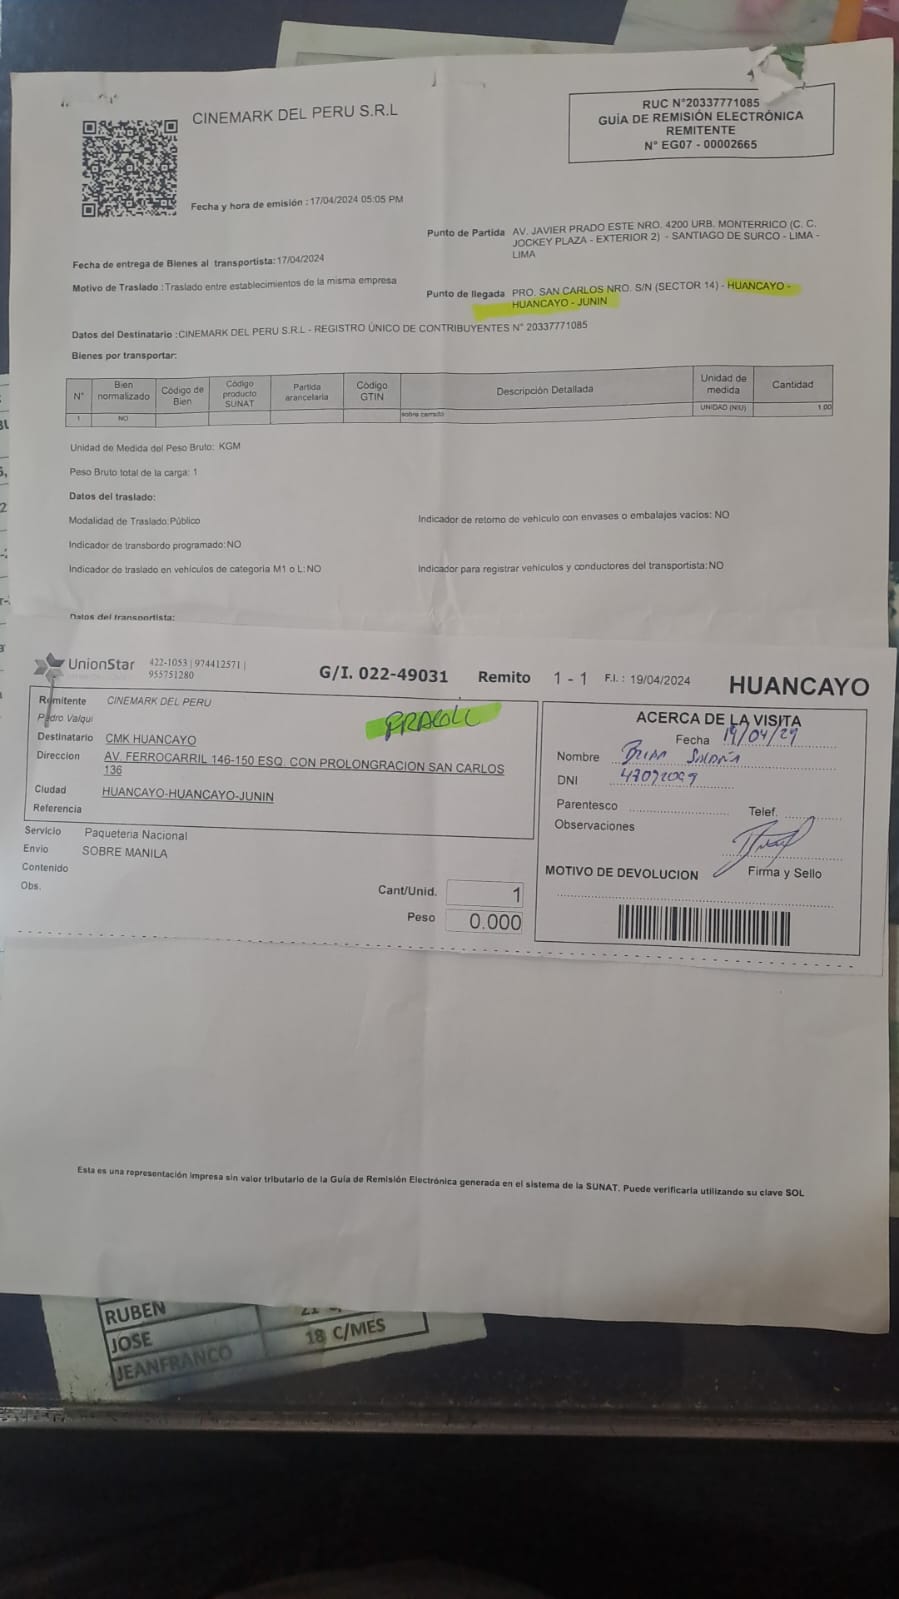 CINEMARK DEL PERU S.R.L
RUC N°20337771085
GUÍA DE REMISIÓN ELECTRÓNICA
REMITENTE
N° EG07 - 00002665
Fecha y hora de emisión : 17/04/2024 05:05 PM
Punto de Partida AV. JAVIER PRADO ESTE NRO. 4200 URB. MONTERRICO (C. C.
JOCKEY PLAZA - EXTERIOR 2) - SANTIAGO DE SURCO - LIMA -
LIMA
Fecha de entrega de Bienes al transportista: 17/04/2024
Motivo de Traslado : Traslado entre establecimientos de la misma empresa
Punto de llegada PRO. SAN CARLOS NRO. S/N (SECTOR 14) - HUANCAYO -
HUANCAYO - JUNIN
Datos del Destinatario : CINEMARK DEL PERU S.R.L - REGISTRO ÚNICO DE CONTRIBUYENTES N° 20337771085
Bienes por transportar:
N° Bien normalizado Código de Bien Código producto SUNAT Partida arancelaria Código GTIN Descripción Detallada Unidad de medida Cantidad
1 NO sobre cerrado UNIDAD (NIU) 1.00
Unidad de Medida del Peso Bruto: KGM
Peso Bruto total de la carga: 1
Datos del traslado:
Modalidad de Traslado: Público
Indicador de retorno de vehículo con envases o embalajes vacíos: NO
Indicador de transbordo programado: NO
Indicador de traslado en vehículos de categoría M1 o L: NO
Indicador para registrar vehículos y conductores del transportista: NO
Datos del transportista:
UnionStar 422-1053 | 974412571 |
955751280
G/I. 022-49031 Remito 1 - 1 F.I. : 19/04/2024 HUANCAYO
Remitente CINEMARK DEL PERU
Pedro Valqui
Destinatario CMK HUANCAYO
Direccion AV. FERROCARRIL 146-150 ESQ. CON PROLONGRACION SAN CARLOS
136
Ciudad HUANCAYO-HUANCAYO-JUNIN
Referencia
Servicio Paqueteria Nacional
Envio SOBRE MANILA
Contenido
Obs.
Cant/Unid. 1
Peso 0.000
ACERCA DE LA VISITA
Fecha 19/04/24
Nombre
DNI 47072099
Parentesco
Telef.
Observaciones
Firma y Sello
MOTIVO DE DEVOLUCION
Esta es una representación impresa sin valor tributario de la Guía de Remisión Electrónica generada en el sistema de la SUNAT. Puede verificarla utilizando su clave SOL
RUBEN
JOSE 18 C/MES
JEANFRANCO